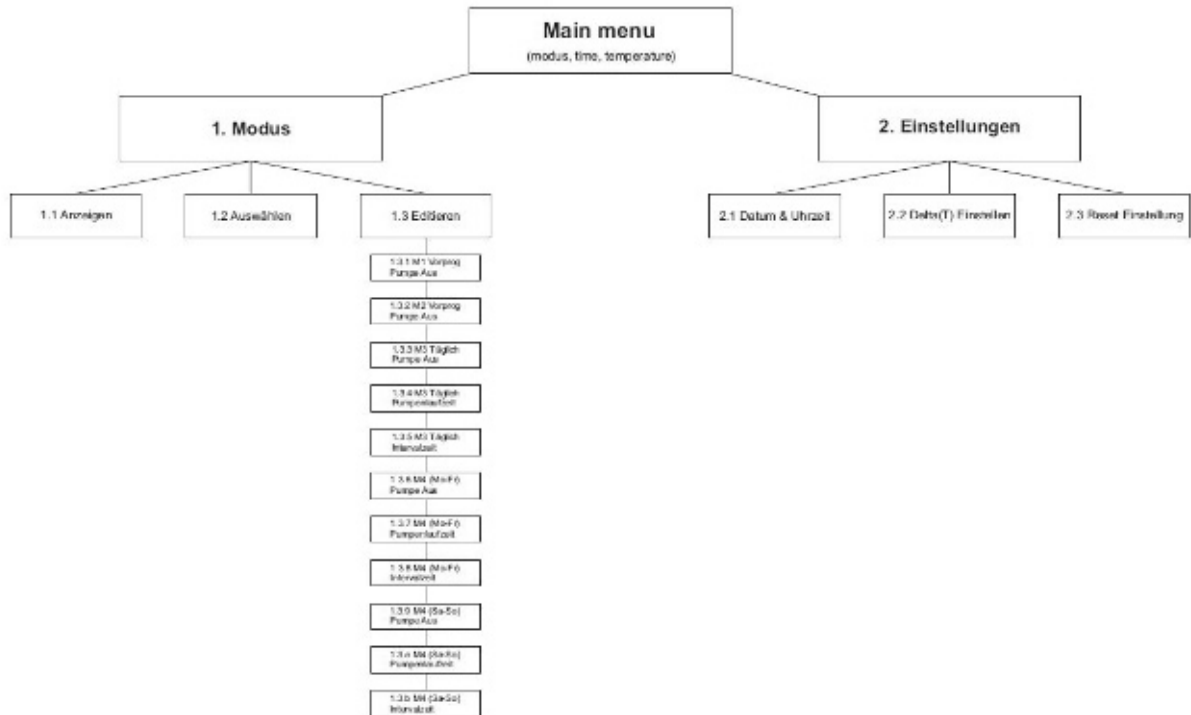 Main menu
(modus, time, temperature)
1. Modus
2. Einstellungen
1.1 Anzeigen
1.2 Auswählen
1.3 Editieren
2.1 Datum & Uhrzeit
2.2 Delta(T) Einstellen
2.3 Reset Einstellung
1.3.1 M1 Vorprog
Pumpe Aus
1.3.2 M2 Vorprog
Pumpe Aus
1.3.3 M3 Täglich
Pumpe Aus
1.3.4 M3 Täglich
Pumpenlaufzeit
1.3.5 M3 Täglich
Intervalzeit
1.3.6 M4 (Mo-Fr)
Pumpe Aus
1.3.7 M4 (Mo-Fr)
Pumpenlaufzeit
1.3.8 M4 (Mo-Fr)
Intervalzeit
1.3.9 M4 (Sa-So)
Pumpe Aus
1.3.a M4 (Sa-So)
Pumpenlaufzeit
1.3.b M4 (Sa-So)
Intervalzeit